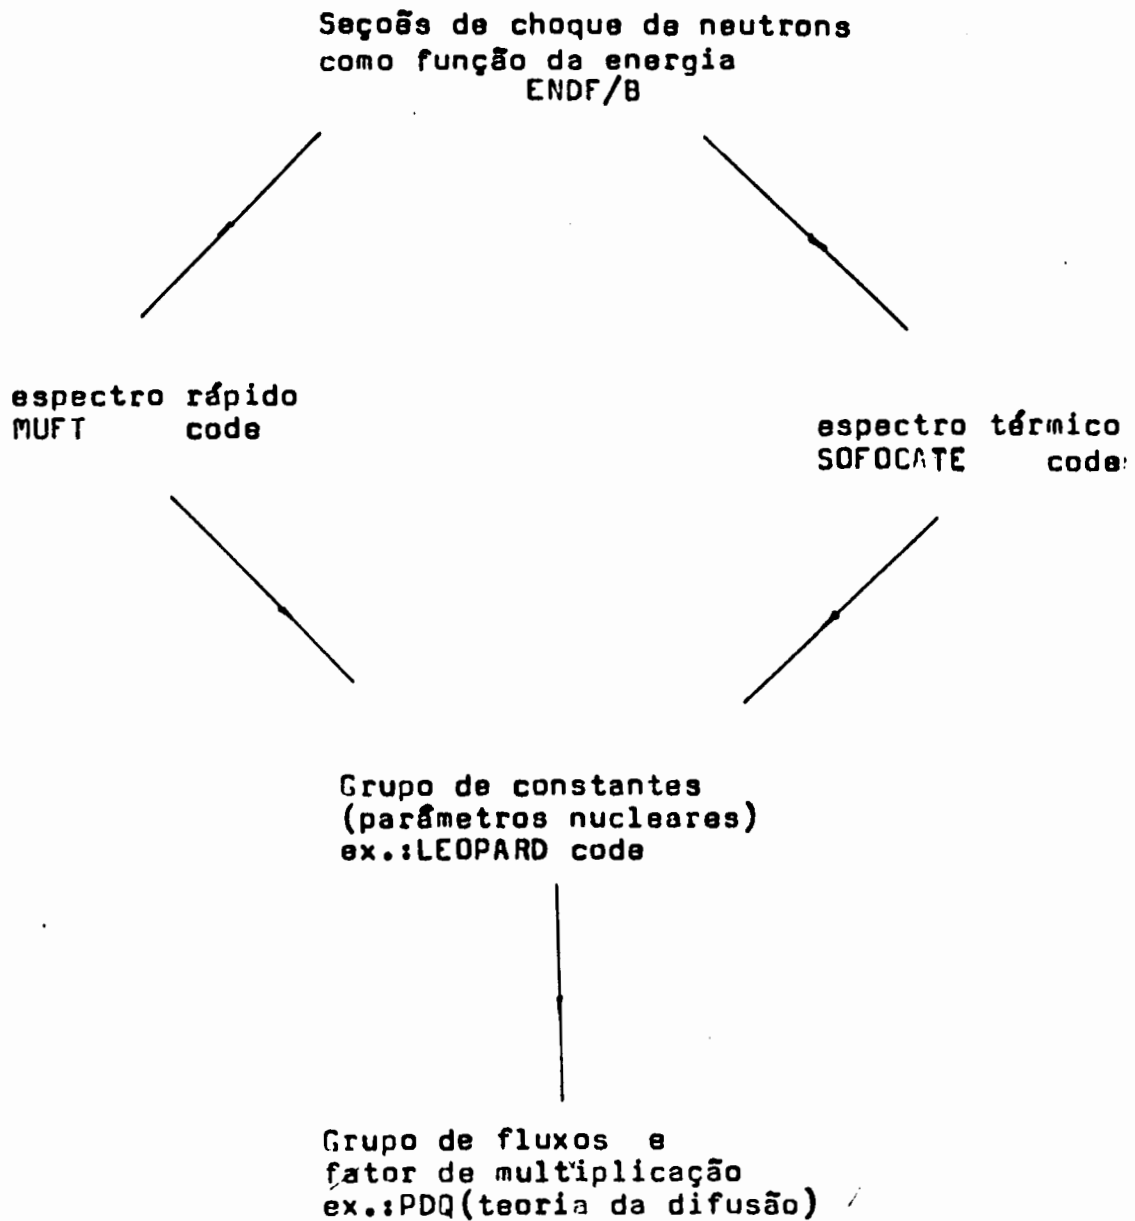 Seçoẽs de choque de neutrons
como função da energia
ENDF/B
espectro rápido
MUFT code
espectro térmico
SOFOCATE code
Grupo de constantes
(parâmetros nucleares)
ex.:LEOPARD code
Grupo de fluxos e
fator de multiplicação
ex.:PDQ(teoria da difusão)